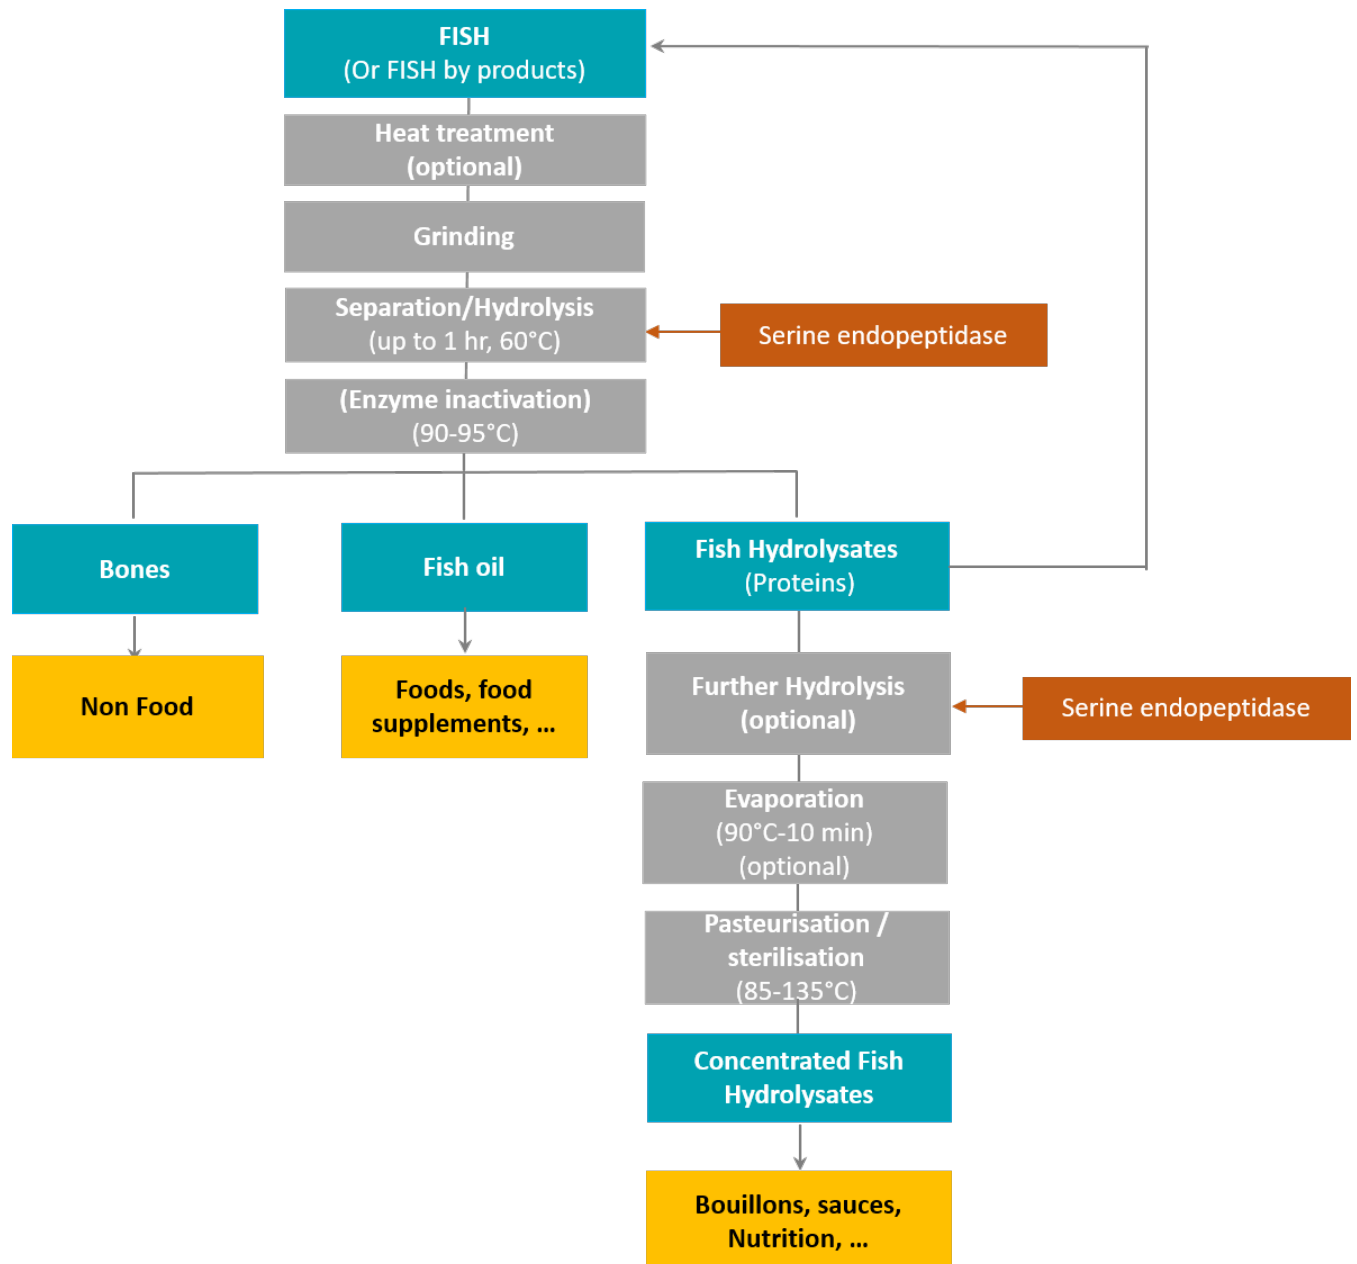 FISH
(Or FISH by products)
Heat treatment
(optional)
Grinding
Separation/Hydrolysis
(up to 1 hr, 60°C)
Serine endopeptidase
(Enzyme inactivation)
(90-95°C)
Bones
Fish oil
Fish Hydrolysates
(Proteins)
Non Food
Foods, food
supplements, ...
Further Hydrolysis
(optional)
Serine endopeptidase
Evaporation
(90°C-10 min)
(optional)
Pasteurisation /
sterilisation
(85-135°C)
Concentrated Fish
Hydrolysates
Bouillons, sauces,
Nutrition, ...